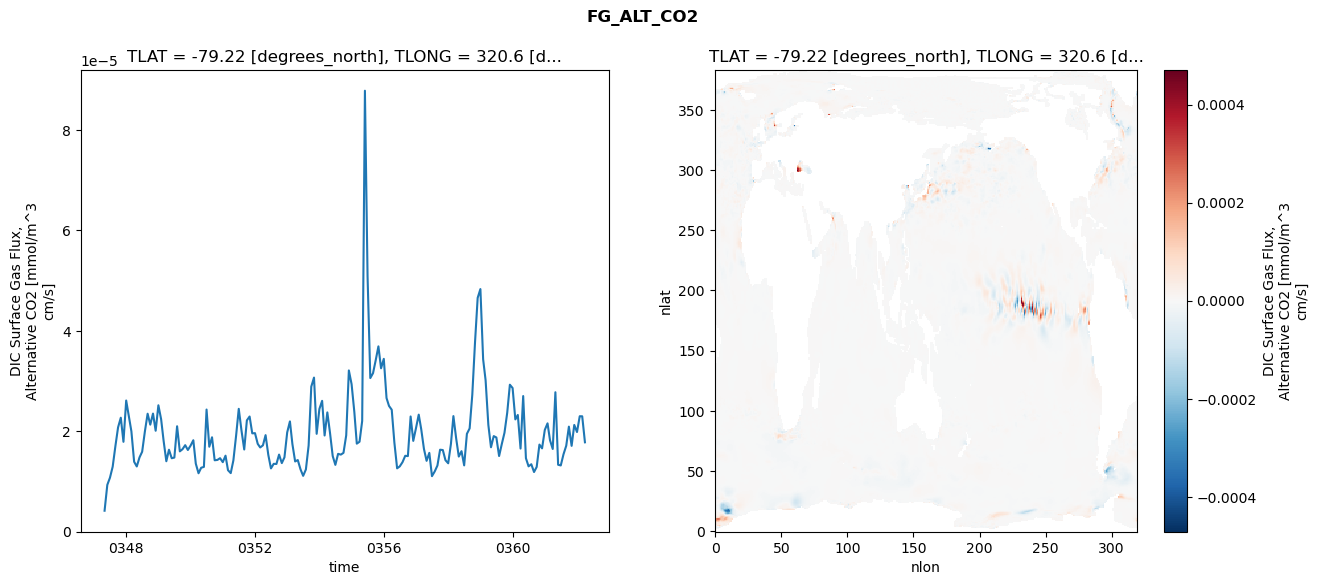 FG_ALT_CO2
TLAT = -79.22 [degrees_north], TLONG = 320.6 [d...
1e−5
8
6
4
2
0
0348
0352
0356
0360
time
DIC Surface Gas Flux,
Alternative CO2 [mmol/m^3
cm/s]
TLAT = -79.22 [degrees_north], TLONG = 320.6 [d...
350
300
250
200
150
100
50
0
nlat
0
50
100
150
200
250
300
nlon
0.0004
0.0002
0.0000
−0.0002
−0.0004
DIC Surface Gas Flux,
Alternative CO2 [mmol/m^3
cm/s]